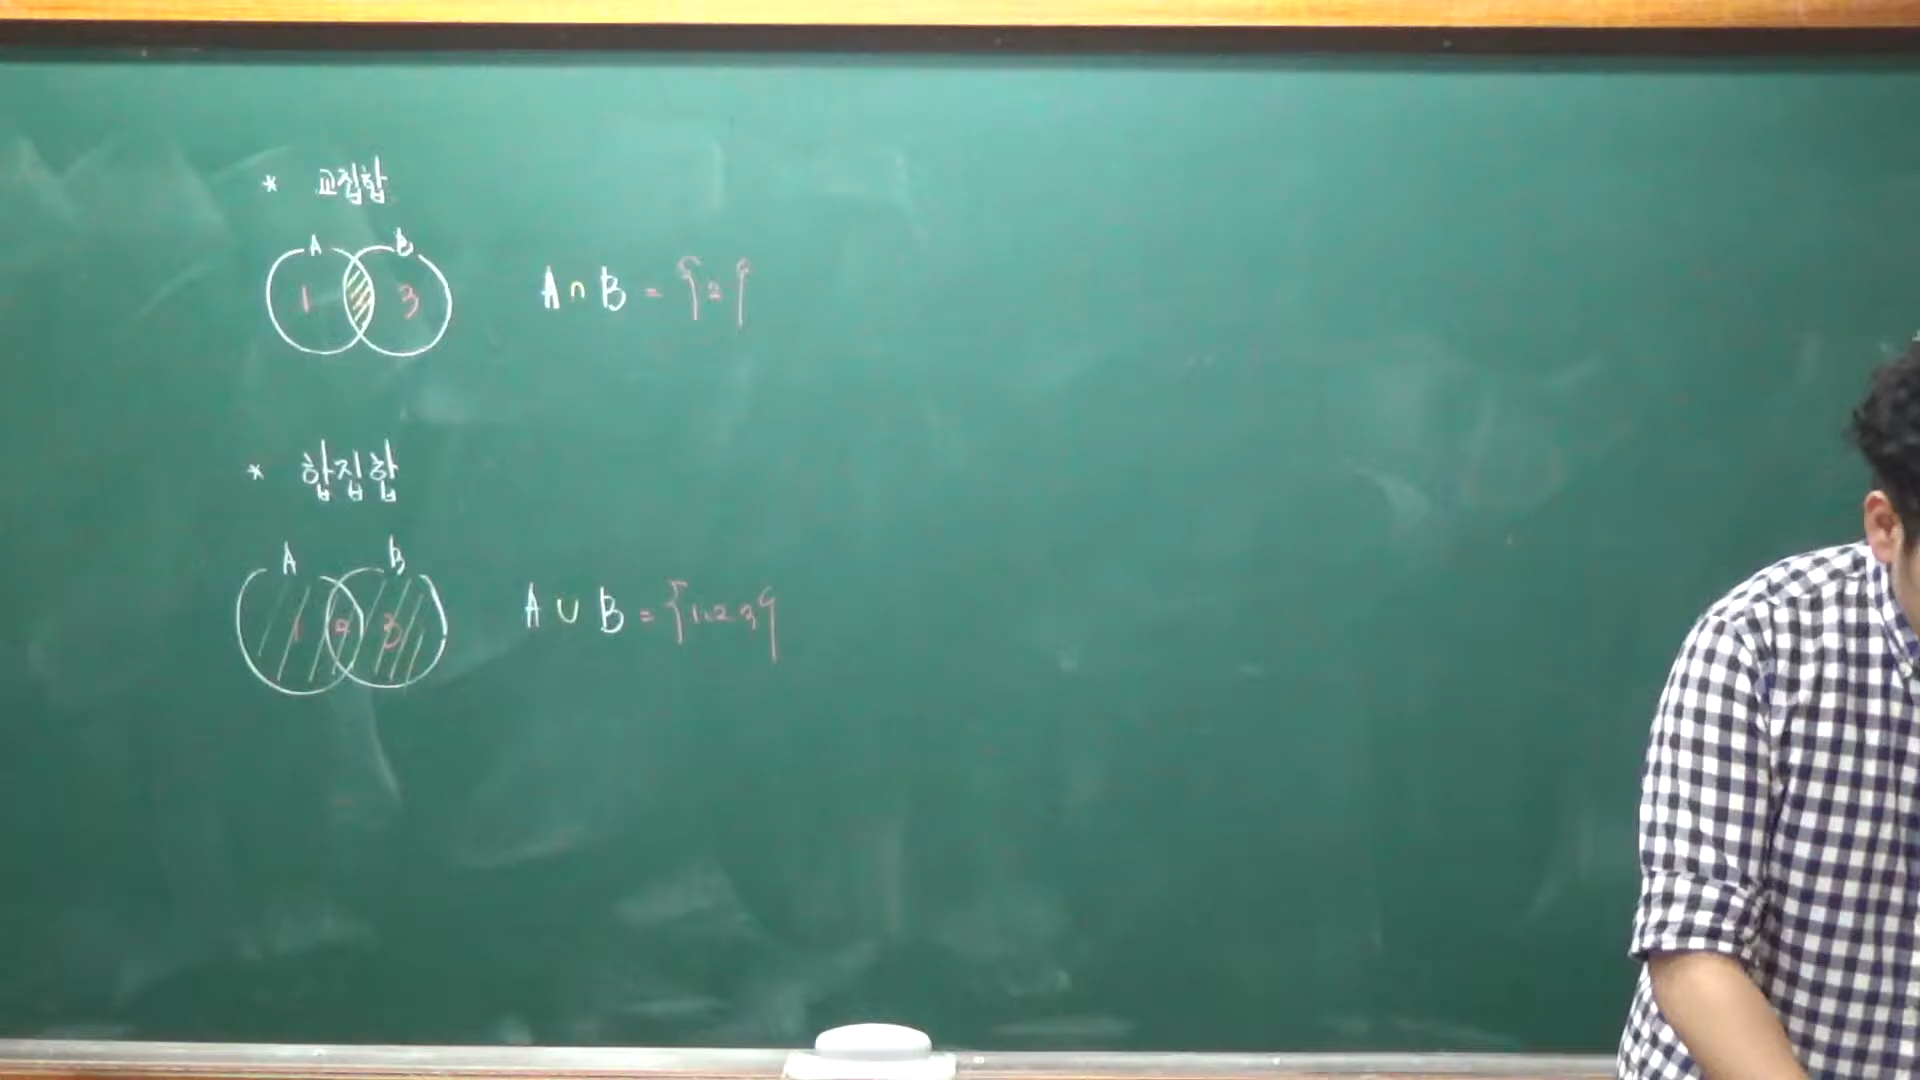 * 교집합
A B
1 3
A ∩ B = {2}
* 합집합
A B
1 2 3
A ∪ B = {1, 2, 3}